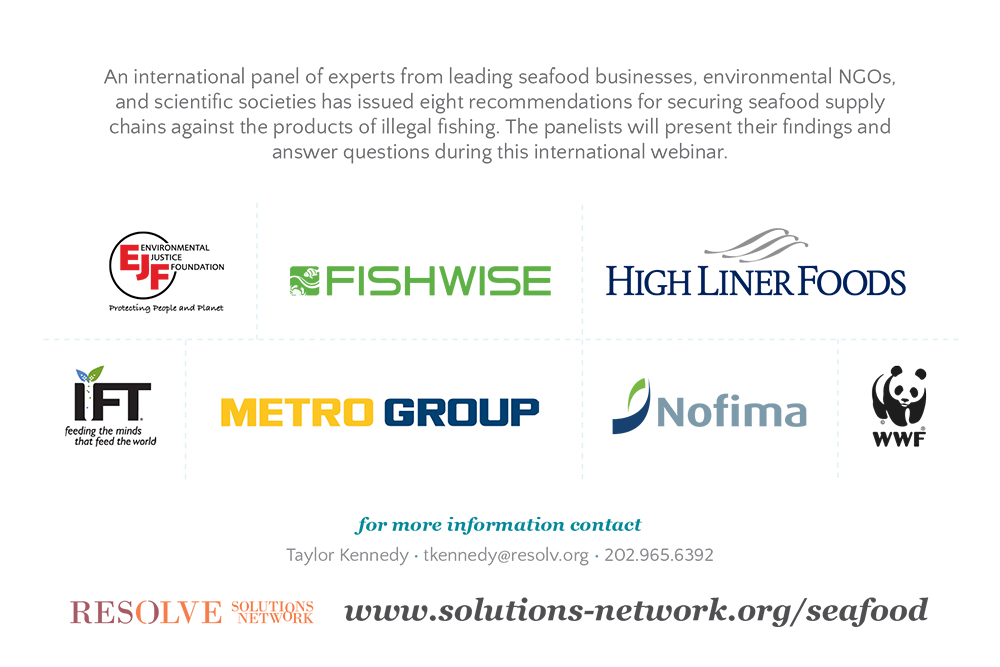 An international panel of experts from leading seafood businesses, environmental NGOs,
and scientific societies has issued eight recommendations for securing seafood supply
chains against the products of illegal fishing. The panelists will present their findings and
answer questions during this international webinar.
EJF
ENVIRONMENTAL
JUSTICE
FOUNDATION
Protecting People and Planet
FISHWISE
HIGH LINER FOODS
IFT
feeding the minds
that feed the world
METRO GROUP
Nofima
WWF
for more information contact
Taylor Kennedy • tkennedy@resolv.org • 202.965.6392
RESOLVE
SOLUTIONS
NETWORK
www.solutions-network.org/seafood